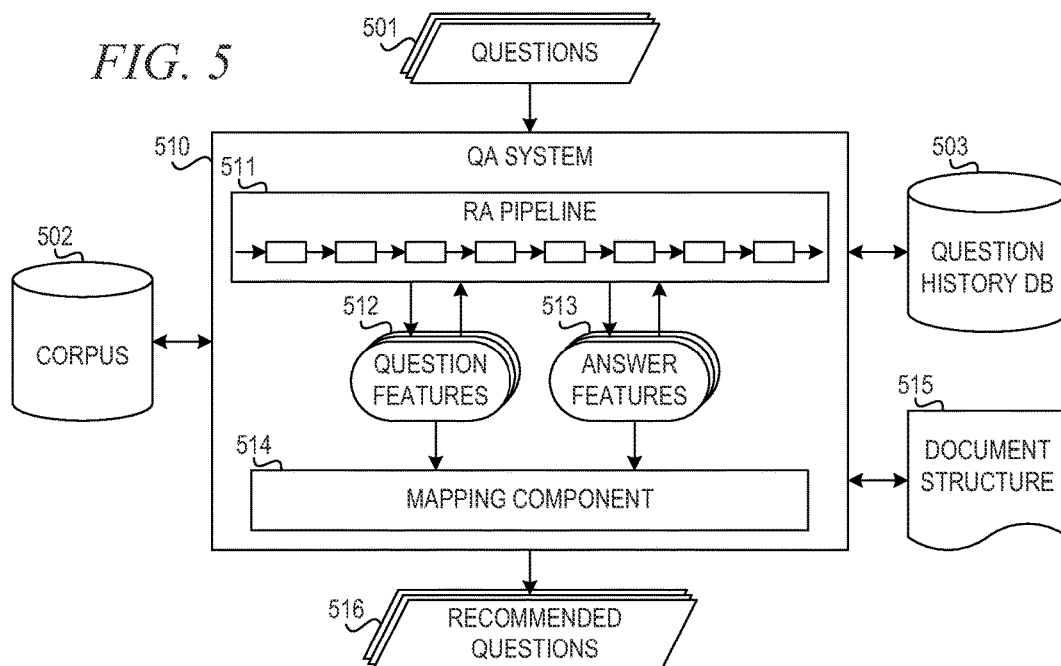 FIG. 5
501
QUESTIONS
510
QA SYSTEM
511
RA PIPELINE
503
QUESTION
HISTORY DB
502
CORPUS
512
QUESTION
FEATURES
513
ANSWER
FEATURES
515
DOCUMENT
STRUCTURE
514
MAPPING COMPONENT
516
RECOMMENDED
QUESTIONS